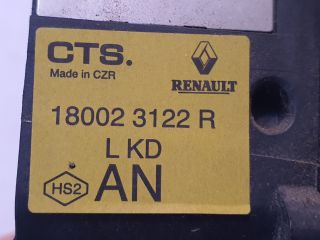 CTS.
Made in CZR
RENAULT
18002 3122 R
L KD
HS2 AN